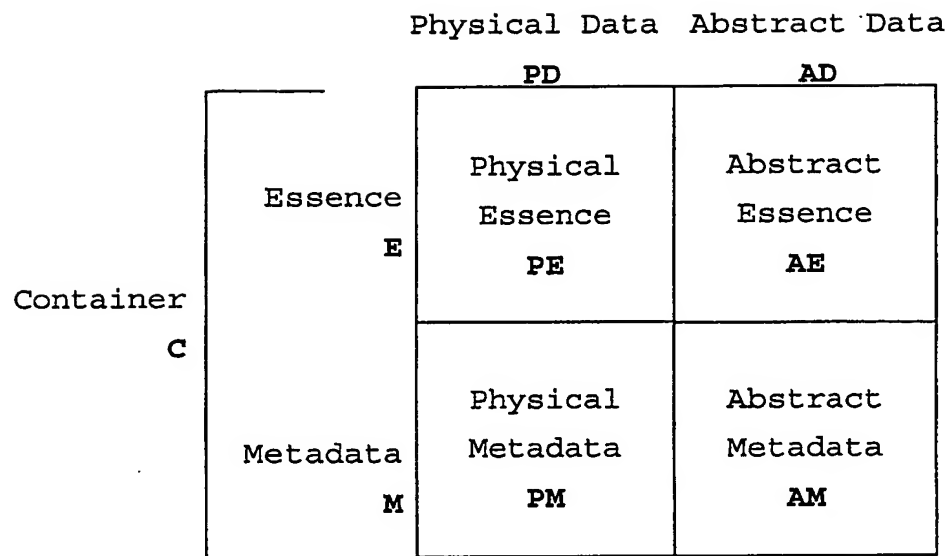 Physical Data Abstract Data
PD AD
Physical Abstract
Essence Essence Essence
E PE AE
Container
C
Physical Abstract
Metadata Metadata Metadata
M PM AM